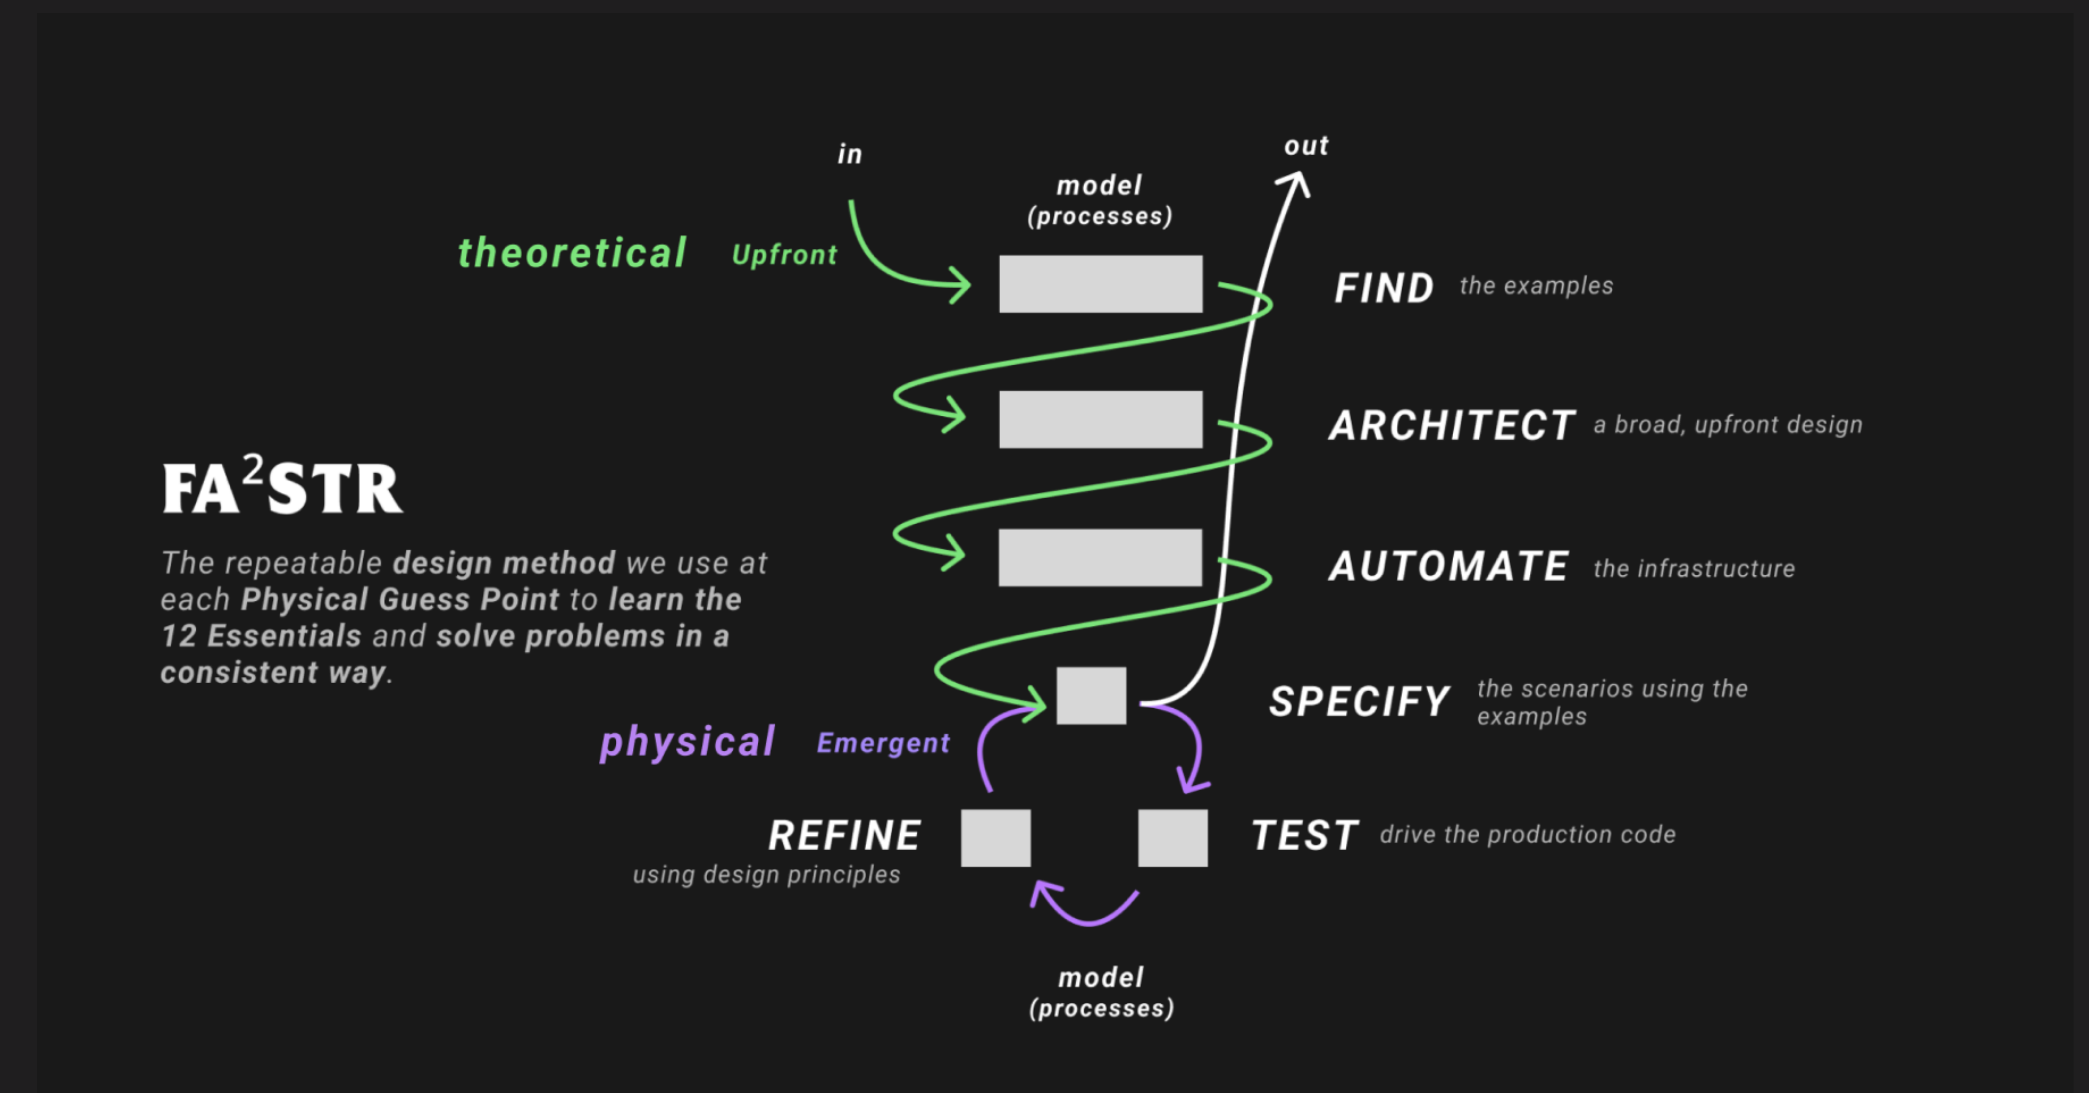 in
out
model
(processes)
theoretical Upfront
FIND the examples
ARCHITECT a broad, upfront design
FA²STR
The repeatable design method we use at
each Physical Guess Point to learn the
12 Essentials and solve problems in a
consistent way.
AUTOMATE the infrastructure
SPECIFY the scenarios using the
examples
physical Emergent
REFINE
using design principles
TEST drive the production code
model
(processes)